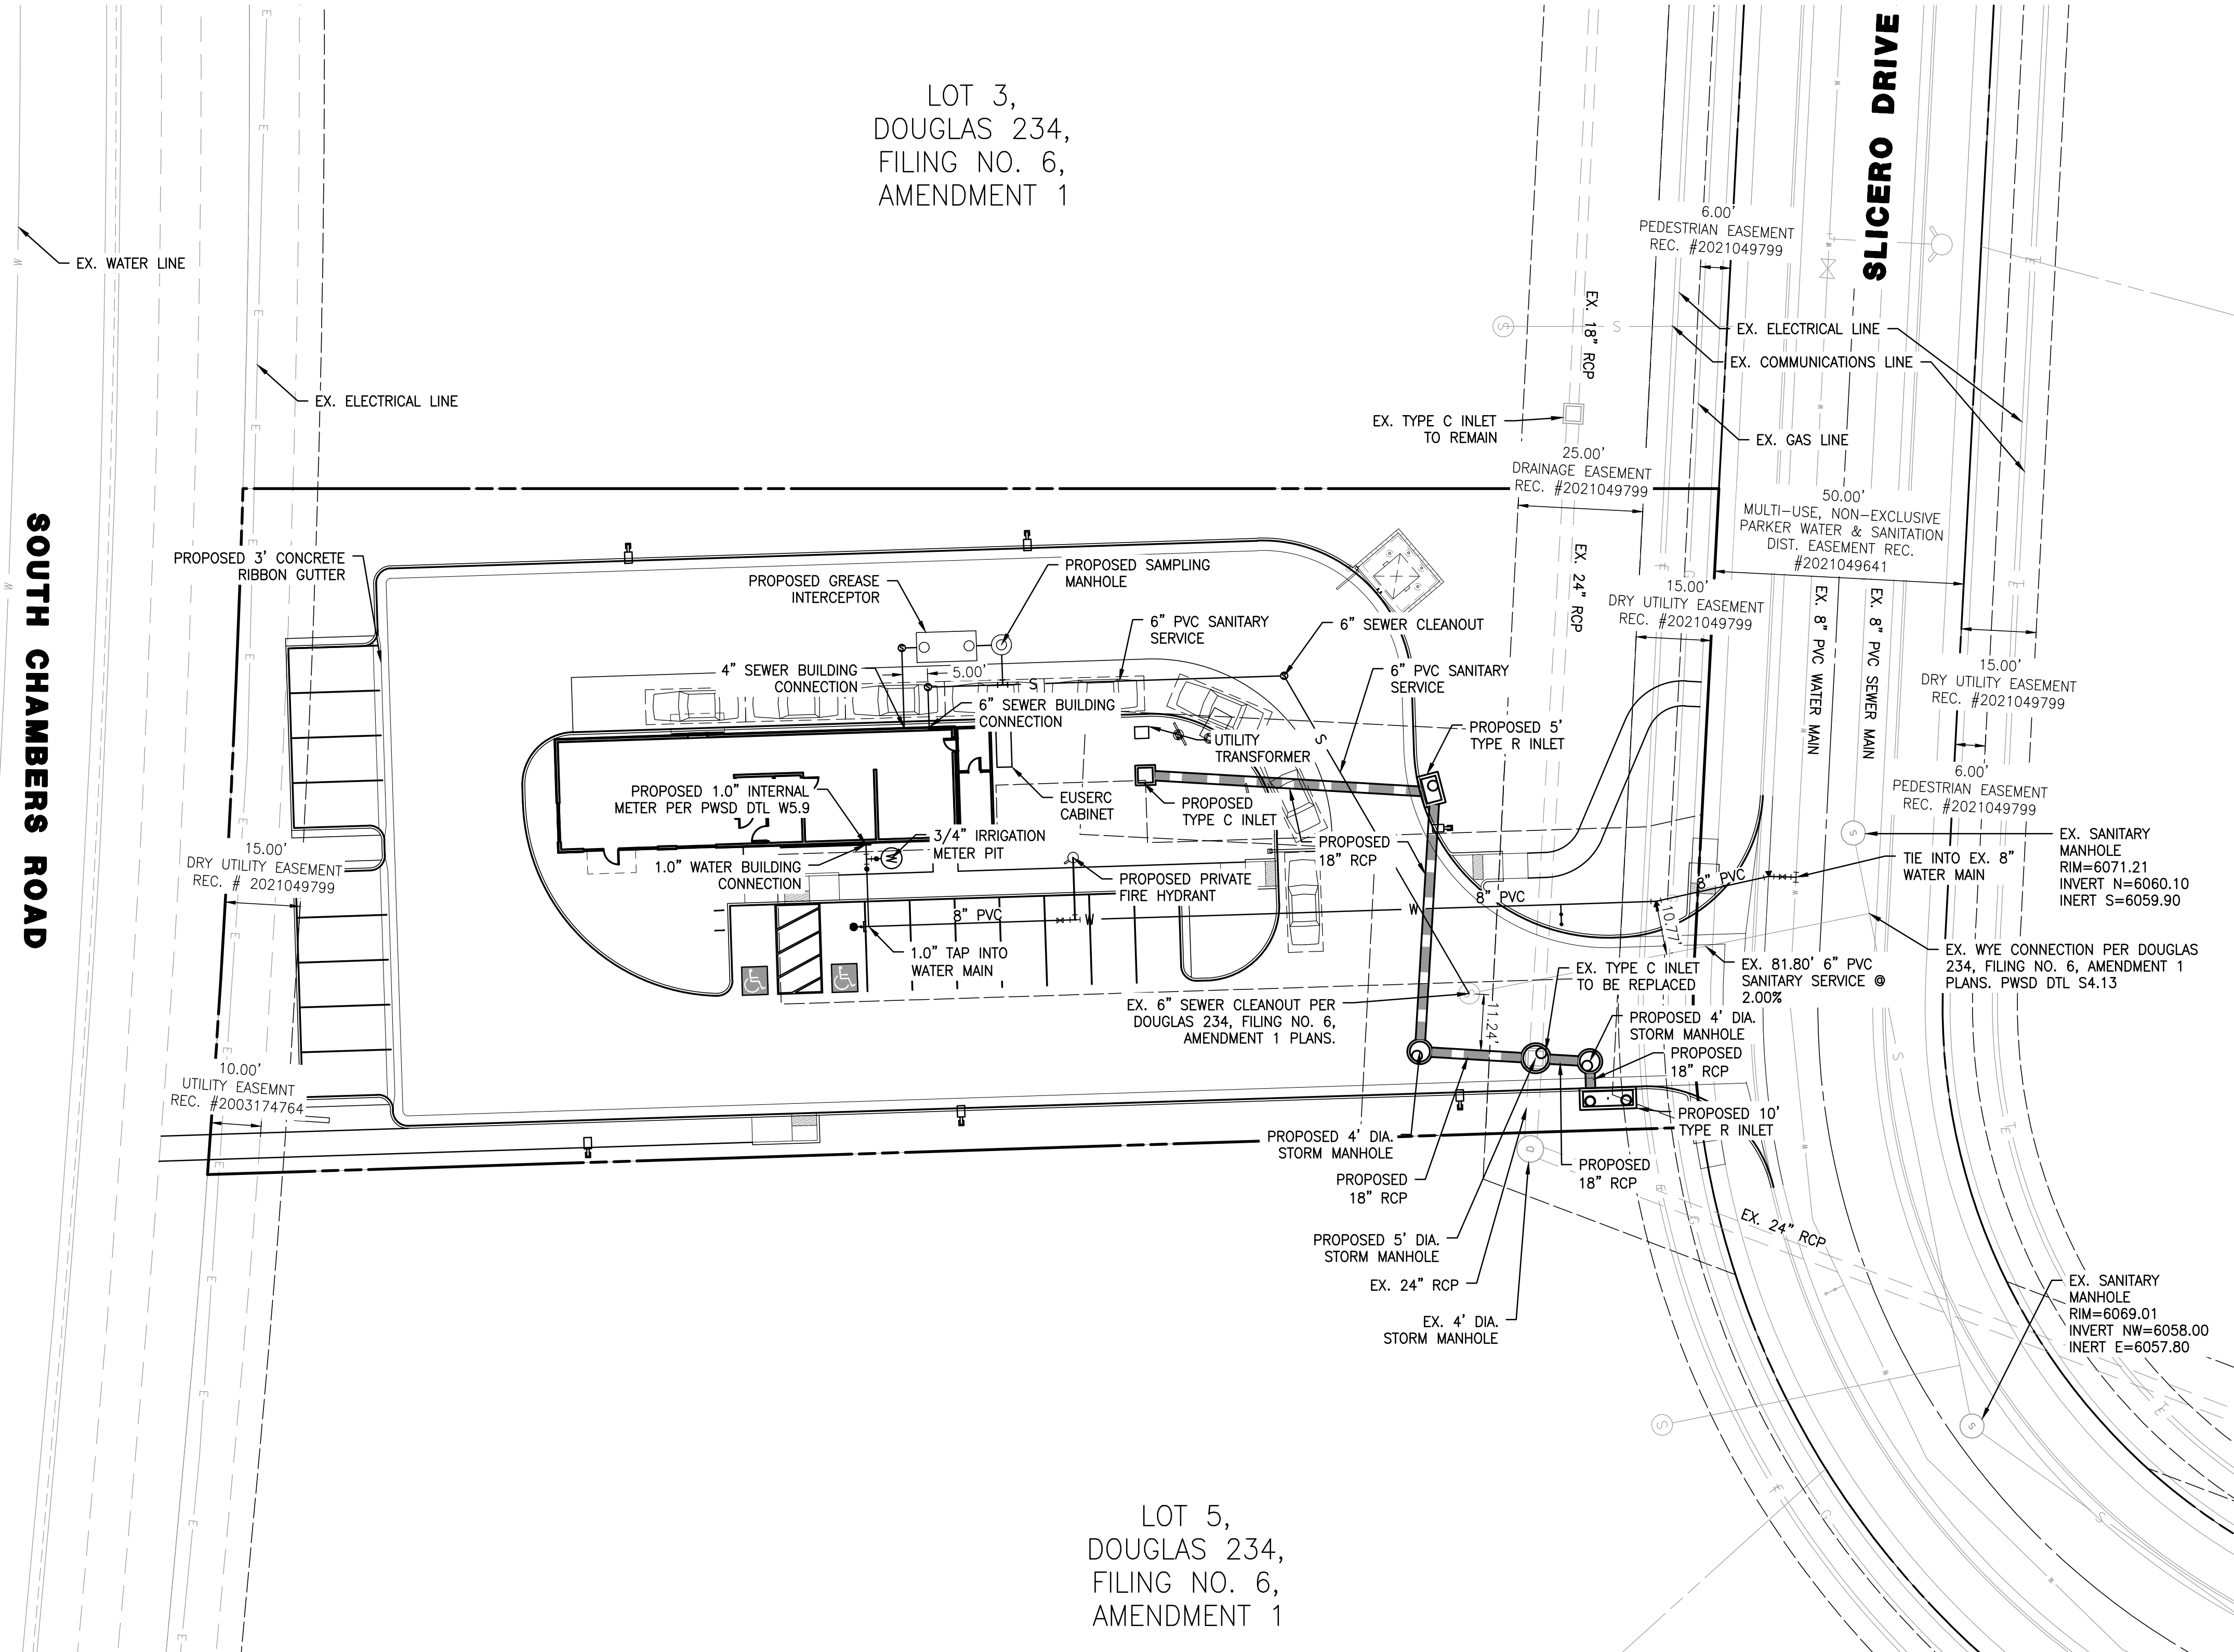 LOT 3,
DOUGLAS 234,
FILING NO. 6,
AMENDMENT 1
SLICERO DRIVE
SOUTH CHAMBERS ROAD
EX. WATER LINE
EX. ELECTRICAL LINE
6.00'
PEDESTRIAN EASEMENT
REC. #2021049799
EX. 18" RCP
EX. ELECTRICAL LINE
EX. COMMUNICATIONS LINE
EX. TYPE C INLET
TO REMAIN
EX. GAS LINE
25.00'
DRAINAGE EASEMENT
REC. #2021049799
50.00'
MULTI-USE, NON-EXCLUSIVE
PARKER WATER & SANITATION
DIST. EASEMENT REC.
#2021049641
PROPOSED 3' CONCRETE
RIBBON GUTTER
PROPOSED GREASE
INTERCEPTOR
PROPOSED SAMPLING
MANHOLE
EX. 24" RCP
15.00'
DRY UTILITY EASEMENT
REC. #2021049799
EX. 8" PVC WATER MAIN
EX. 8" PVC SEWER MAIN
6" PVC SANITARY
SERVICE
6" SEWER CLEANOUT
4" SEWER BUILDING
CONNECTION
5.00'
S
6" PVC SANITARY
SERVICE
15.00'
DRY UTILITY EASEMENT
REC. #2021049799
6" SEWER BUILDING
CONNECTION
UTILITY
TRANSFORMER
S
PROPOSED 5'
TYPE R INLET
PROPOSED 1.0" INTERNAL
METER PER PWSD DTL W5.9
EUSERC
CABINET
PROPOSED
TYPE C INLET
6.00'
PEDESTRIAN EASEMENT
REC. #2021049799
3/4" IRRIGATION
METER PIT
W
PROPOSED
18" RCP
EX. SANITARY
MANHOLE
RIM=6071.21
INVERT N=6060.10
INERT S=6059.90
15.00'
DRY UTILITY EASEMENT
REC. # 2021049799
1.0" WATER BUILDING
CONNECTION
PROPOSED PRIVATE
FIRE HYDRANT
TIE INTO EX. 8"
WATER MAIN
8" PVC
8" PVC
8" PVC
W
W
10.77'
1.0" TAP INTO
WATER MAIN
EX. WYE CONNECTION PER DOUGLAS
234, FILING NO. 6, AMENDMENT 1
PLANS. PWSD DTL S4.13
EX. 81.80' 6" PVC
SANITARY SERVICE @
2.00%
EX. TYPE C INLET
TO BE REPLACED
EX. 6" SEWER CLEANOUT PER
DOUGLAS 234, FILING NO. 6,
AMENDMENT 1 PLANS.
11.24'
PROPOSED 4' DIA.
STORM MANHOLE
PROPOSED
18" RCP
10.00'
UTILITY EASEMNT
REC. #2003174764
PROPOSED 10'
TYPE R INLET
PROPOSED 4' DIA.
STORM MANHOLE
PROPOSED
18" RCP
PROPOSED
18" RCP
PROPOSED 5' DIA.
STORM MANHOLE
EX. 24" RCP
EX. 24" RCP
EX. 4' DIA.
STORM MANHOLE
EX. SANITARY
MANHOLE
RIM=6069.01
INVERT NW=6058.00
INERT E=6057.80
LOT 5,
DOUGLAS 234,
FILING NO. 6,
AMENDMENT 1